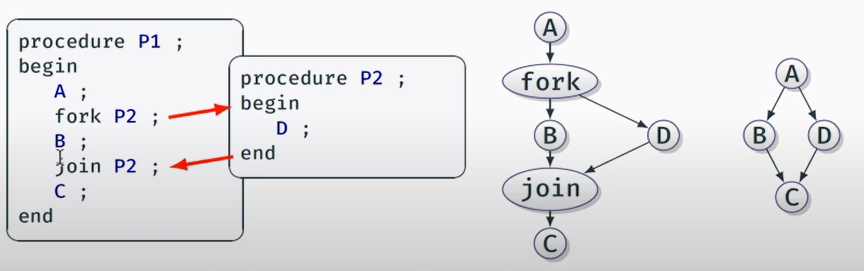 procedure P1 ;
begin
A ;
fork P2 ;
B ;
join P2 ;
C ;
end
procedure P2 ;
begin
D ;
end
A
fork
B
D
join
C
A
B
D
C